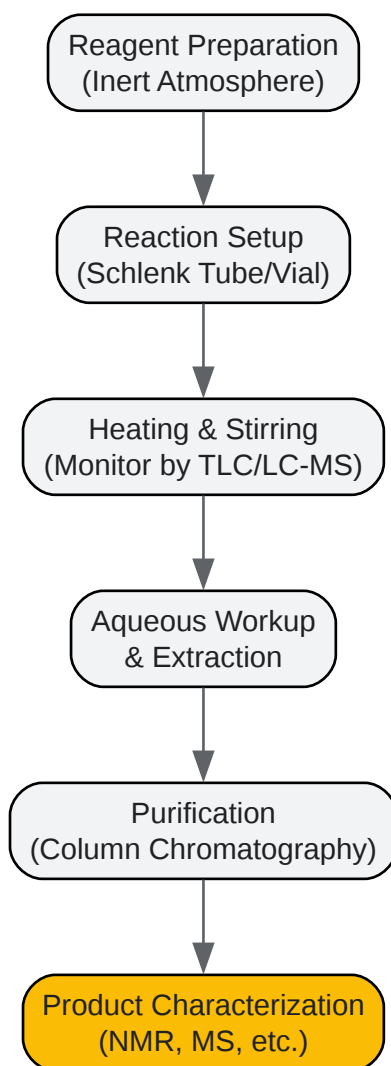 Reagent Preparation
(Inert Atmosphere)
Reaction Setup
(Schlenk Tube/Vial)
Heating & Stirring
(Monitor by TLC/LC-MS)
Aqueous Workup
& Extraction
Purification
(Column Chromatography)
Product Characterization
(NMR, MS, etc.)